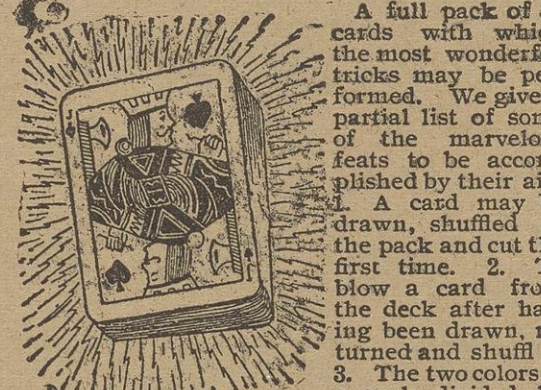 A full pack of
cards with whic
the most wonderf
tricks may be pe
formed. We give
partial list of som
of the marvelo
feats to be accom
plished by their ai
1. A card may
drawn, shuffled
the pack and cut t
first time. 2. T
blow a card fro
the deck after ha
ing been drawn, r
turned and shuffl
3. The two colors